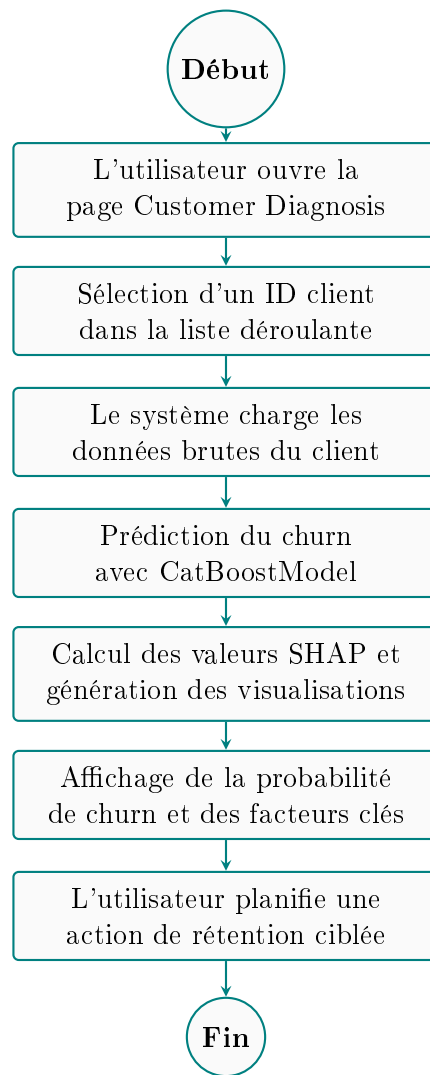 Début
L'utilisateur ouvre la
page Customer Diagnosis
Sélection d'un ID client
dans la liste déroulante
Le système charge les
données brutes du client
Prédiction du churn
avec CatBoostModel
Calcul des valeurs SHAP et
génération des visualisations
Affichage de la probabilité
de churn et des facteurs clés
L'utilisateur planifie une
action de rétention ciblée
Fin